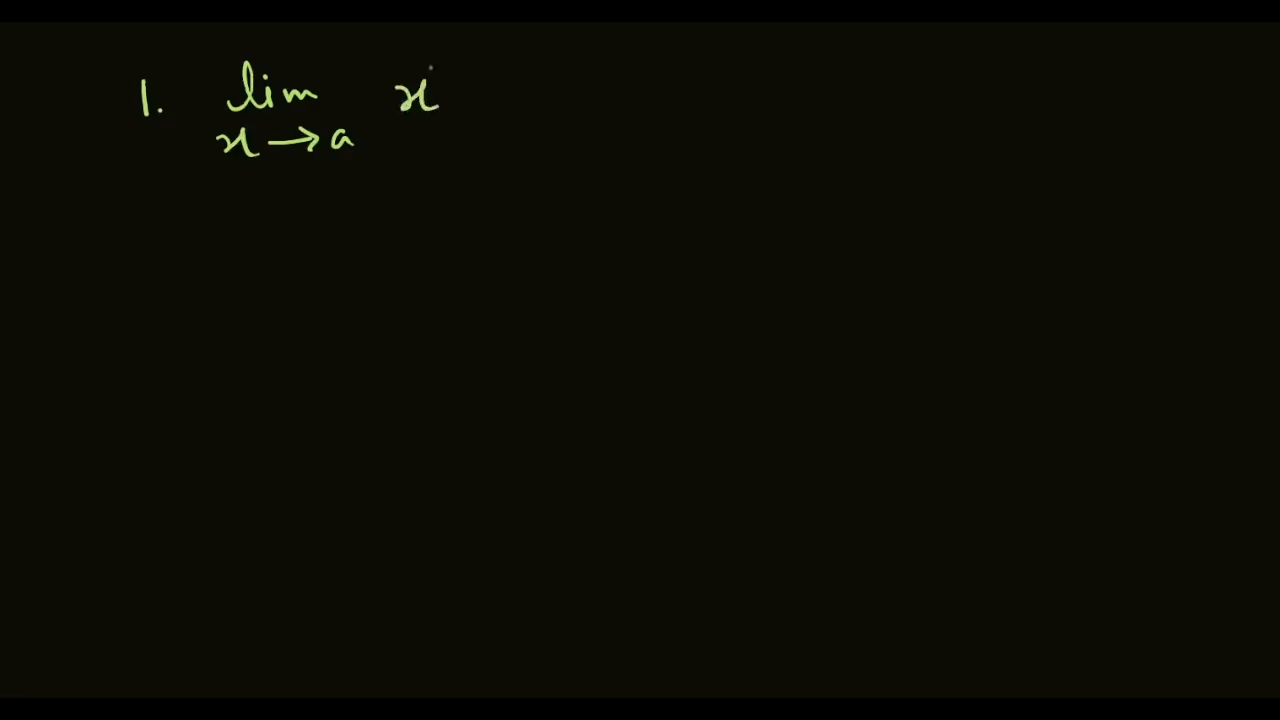 1. lim x
x → a